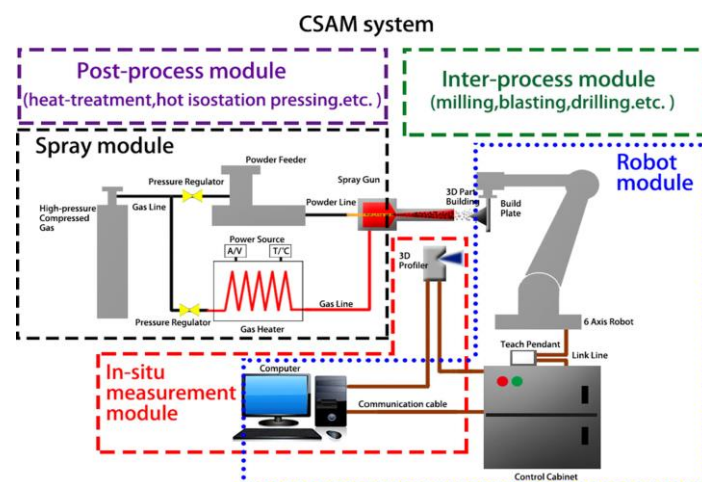 CSAM system
Post-process module
(heat-treatment,hot isostation pressing.etc. )
Inter-process module
(milling,blasting,drilling.etc. )
Spray module
Robot
module
Powder Feeder
Pressure Regulator
Gas Line
High-pressure
Compressed
Gas
Powder Line
Spray Gun
3D Part
Building
Build
Plate
Power Source
A/V
T/℃
3D
Profiler
Gas Line
Pressure Regulator
Gas Heater
6 Axis Robot
Teach Pendant
Link Line
In-situ
measurement
module
Computer
Communication cable
Control Cabinet